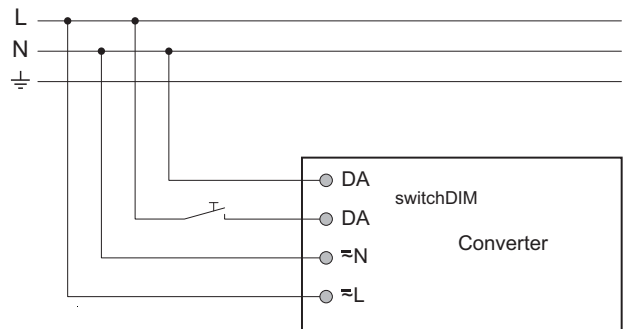 L
N
DA
switchDIM
DA
Converter
≂N
≂L